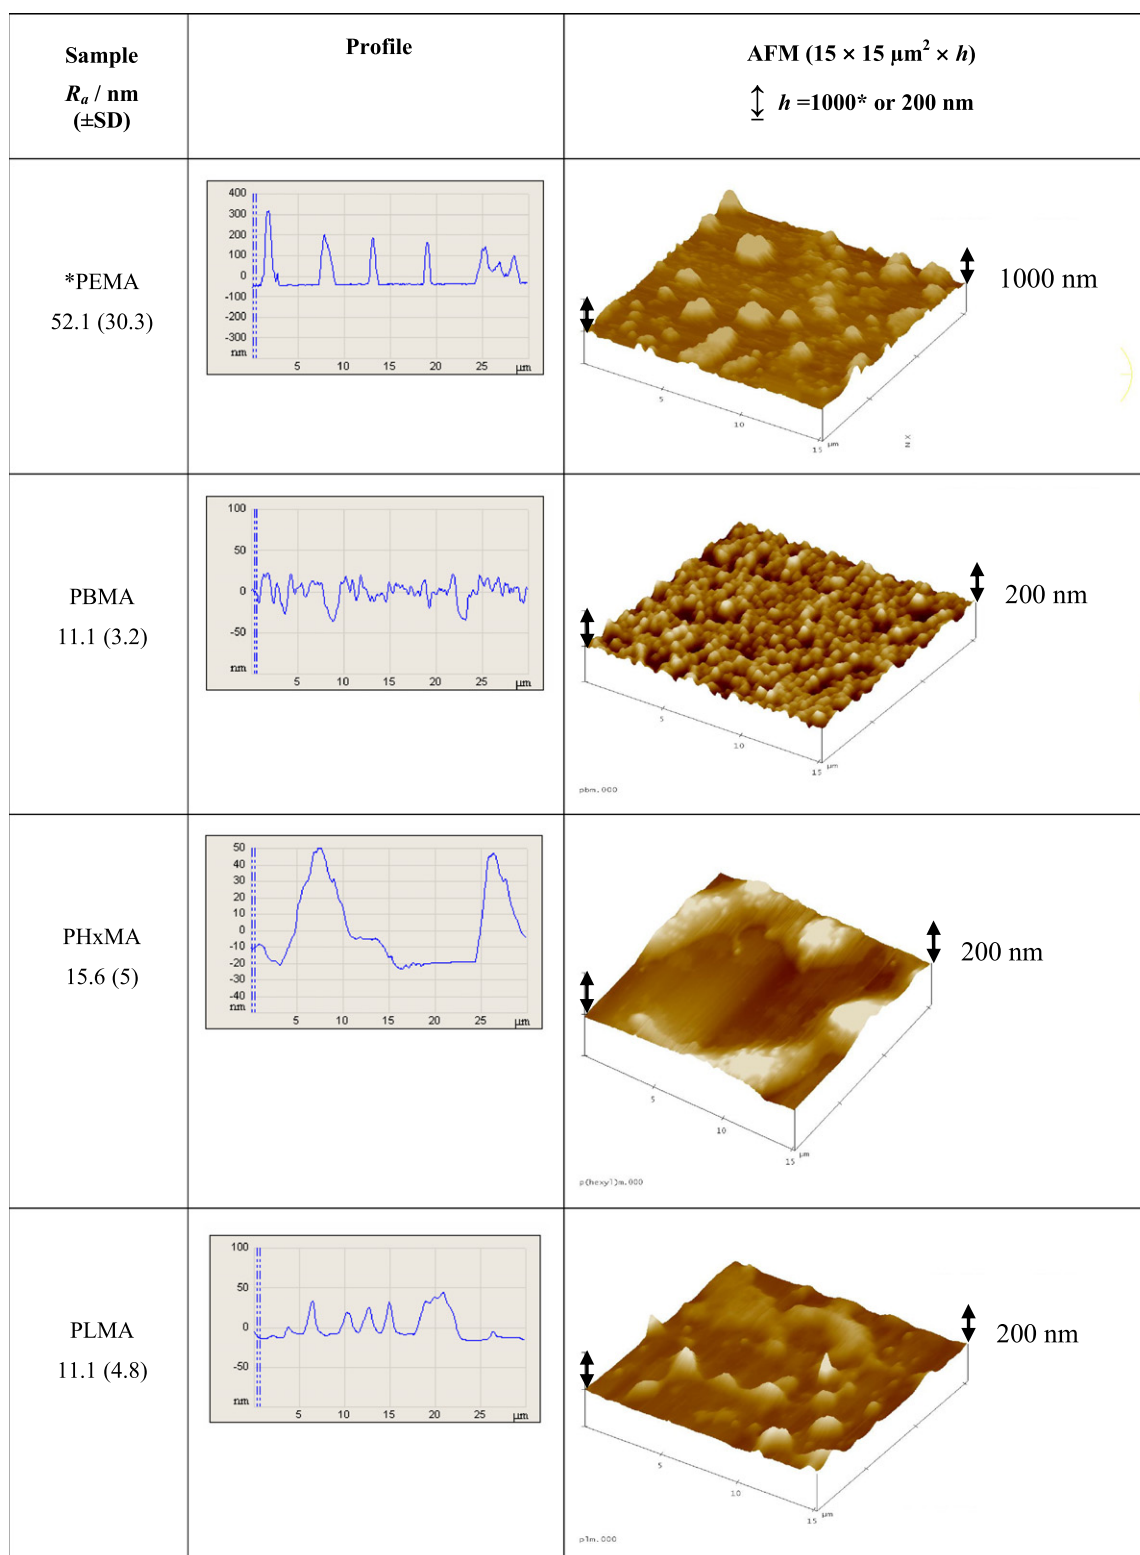 Sample
R_a / nm
(±SD)
Profile
AFM (15 × 15 µm² × h)
↕ h =1000* or 200 nm
*PEMA
52.1 (30.3)
400
300
200
100
0
-100
-200
-300
nm
5 10 15 20 25 µm
1000 nm
5
10
15 µm
PBMA
11.1 (3.2)
100
50
0
-50
nm
5 10 15 20 25 µm
200 nm
5
10
15 µm
pbm.000
PHxMA
15.6 (5)
50
40
30
20
10
0
-10
-20
-30
-40
nm
5 10 15 20 25 µm
200 nm
5
10
15 µm
p(hexyl)m.000
PLMA
11.1 (4.8)
100
50
0
-50
nm
5 10 15 20 25 µm
200 nm
5
10
15 µm
plm.000